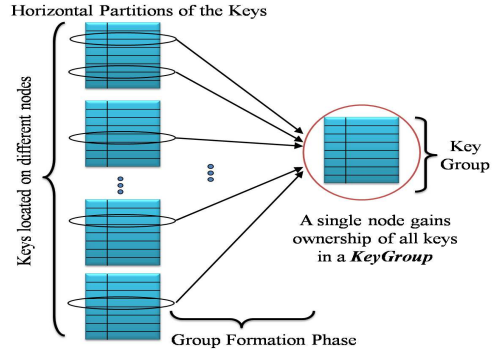 Horizontal Partitions of the Keys
Keys located on different nodes
Key
Group
A single node gains
ownership of all keys
in a KeyGroup
Group Formation Phase